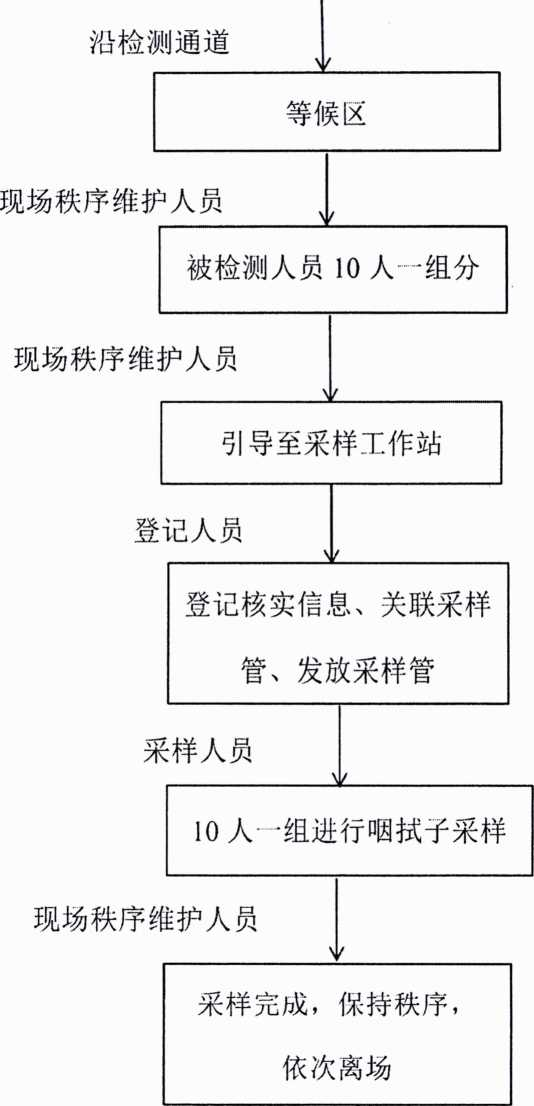 沿检测通道
等候区
现场秩序维护人员
被检测人员10人一组分
现场秩序维护人员
引导至采样工作站
登记人员
登记核实信息、关联采样
管、发放采样管
采样人员
10人一组进行咽拭子采样
现场秩序维护人员
采样完成，保持秩序，
依次离场